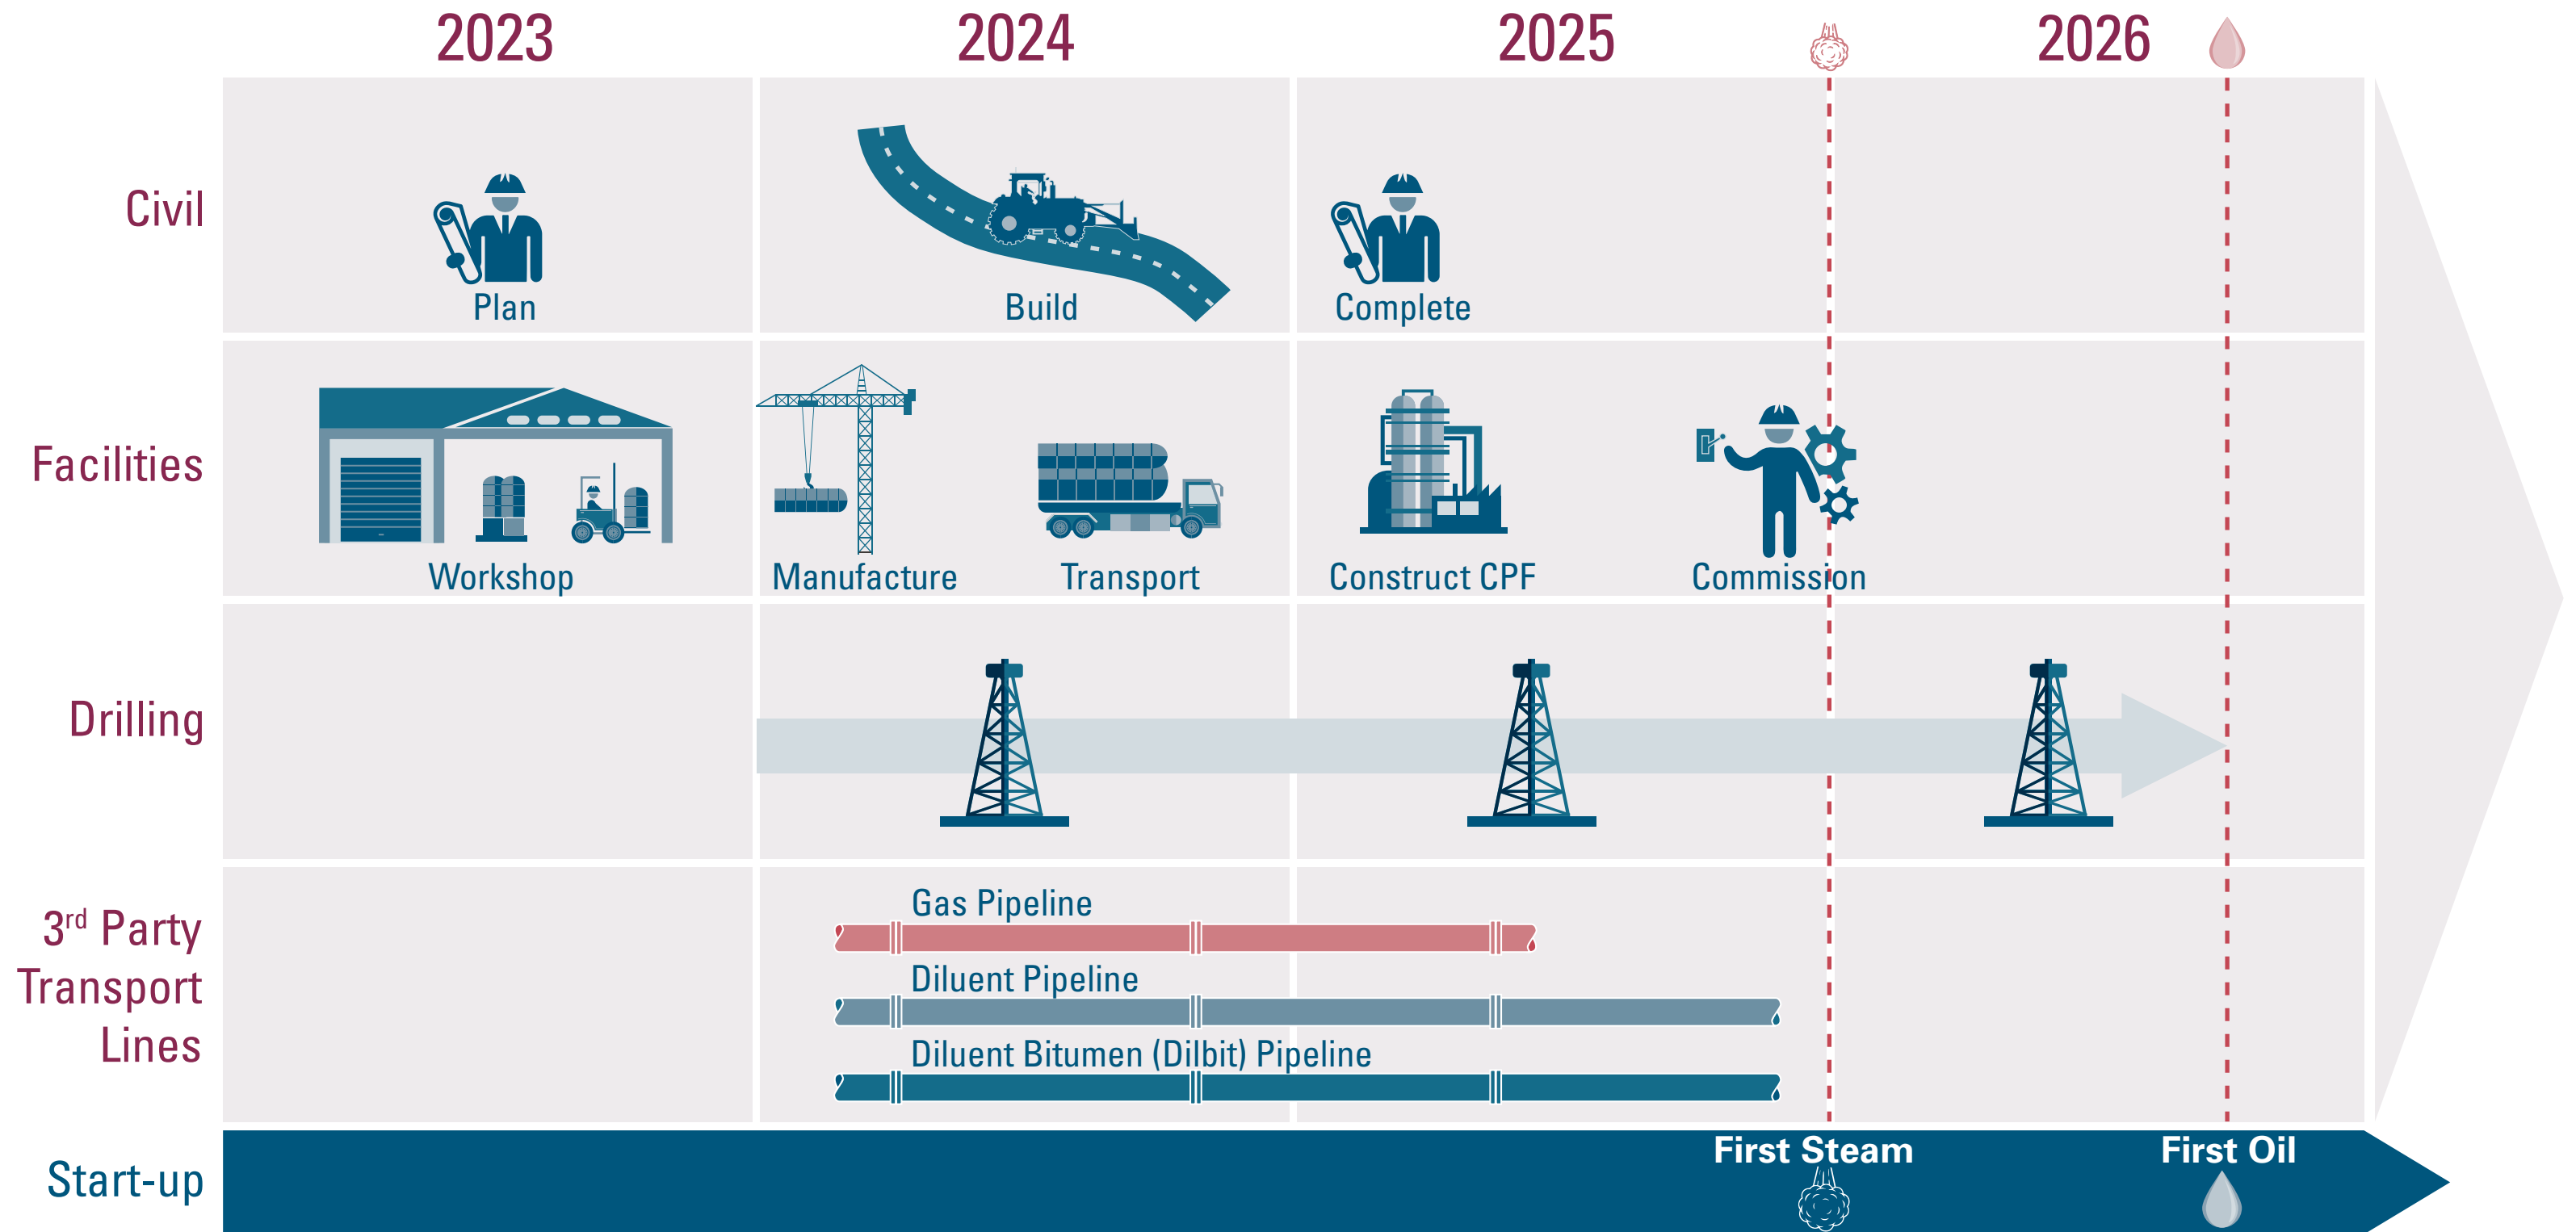 2023 2024 2025 2026
Civil
Plan
Build
Complete
Facilities
Workshop
Manufacture
Transport
Construct CPF
Commission
Drilling
3rd Party
Transport
Lines
Gas Pipeline
Diluent Pipeline
Diluent Bitumen (Dilbit) Pipeline
Start-up
First Steam
First Oil